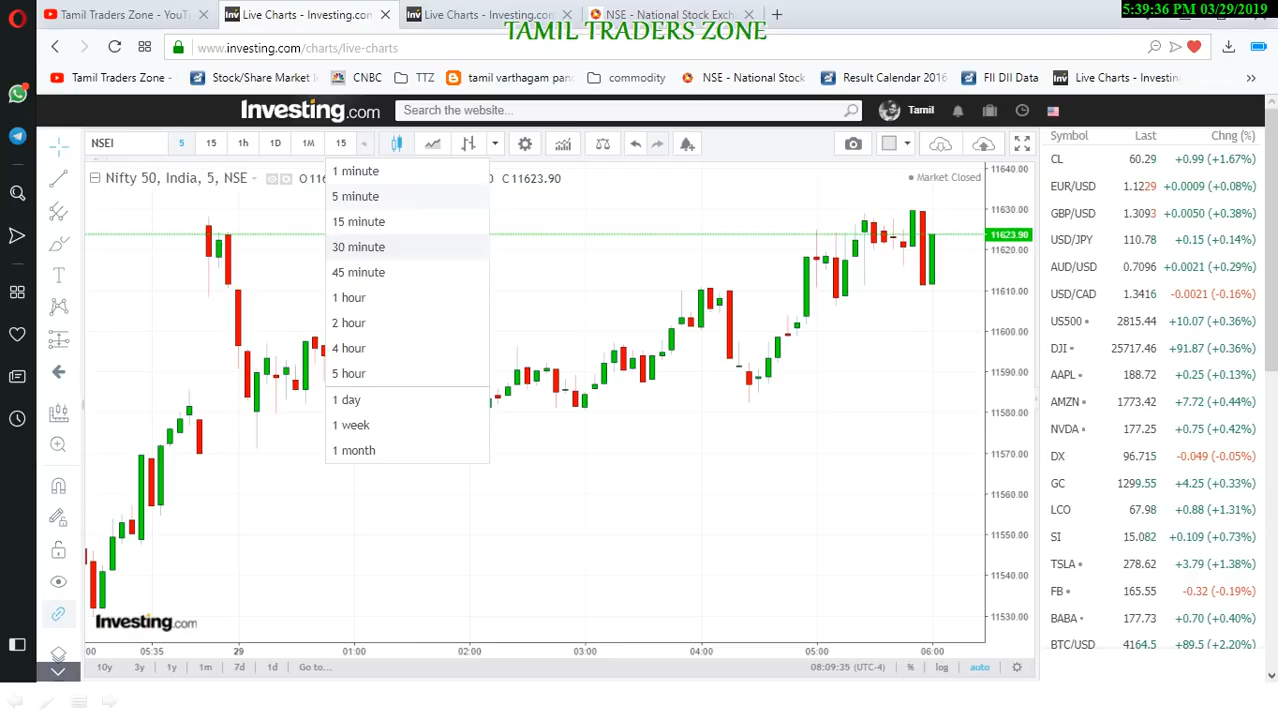 Tamil Traders Zone - YouT
Live Charts - Investing.com
Live Charts - Investing.com
NSE - National Stock Exch
5:39:36 PM 03/29/2019
TAMIL TRADERS ZONE
www.investing.com/charts/live-charts
Tamil Traders Zone -
Stock/Share Market
CNBC
TTZ
tamil varthagam pan
commodity
NSE - National Stock
Result Calendar 2016
FII DII Data
Live Charts - Investin
Investing.com
Search the website...
Tamil
NSEI
5
15
1h
1D
1M
15
Symbol Last Chng (%)
Nifty 50, India, 5, NSE
O11
0 C11623.90
Market Closed
1 minute
5 minute
15 minute
30 minute
45 minute
1 hour
2 hour
4 hour
5 hour
1 day
1 week
1 month
11640.00
11630.00
11623.90
11620.00
11610.00
11600.00
11590.00
11580.00
11570.00
11560.00
11550.00
11540.00
11530.00
CL 60.29 +0.99 (+1.67%)
EUR/USD 1.1229 +0.0009 (+0.08%)
GBP/USD 1.3093 +0.0050 (+0.38%)
USD/JPY 110.78 +0.15 (+0.14%)
AUD/USD 0.7096 +0.0021 (+0.29%)
USD/CAD 1.3416 -0.0021 (-0.16%)
US500 2815.44 +10.07 (+0.36%)
DJI 25717.46 +91.87 (+0.36%)
AAPL 188.72 +0.25 (+0.13%)
AMZN 1773.42 +7.72 (+0.44%)
NVDA 177.25 +0.75 (+0.42%)
DX 96.715 -0.049 (-0.05%)
GC 1299.55 +4.25 (+0.33%)
LCO 67.98 +0.88 (+1.31%)
SI 15.082 +0.109 (+0.73%)
TSLA 278.62 +3.79 (+1.38%)
FB 165.55 -0.32 (-0.19%)
BABA 177.73 +0.70 (+0.40%)
BTC/USD 4164.5 +89.5 (+2.20%)
Investing.com
:00 05:35 29 01:00 02:00 03:00 04:00 05:00 06:00
10y 3y 1y 1m 7d 1d Go to...
08:09:35 (UTC-4) % log auto